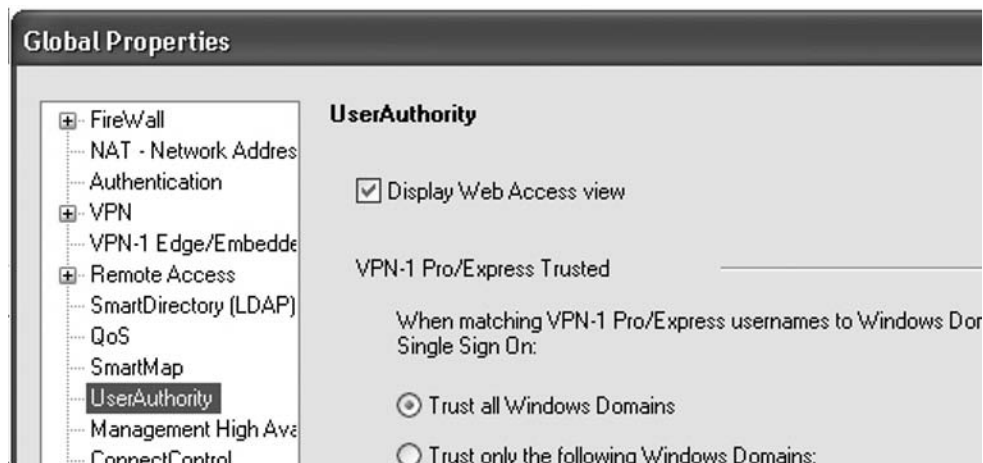 Global Properties
FireWall
NAT - Network Addres
Authentication
VPN
VPN-1 Edge/Embedde
Remote Access
SmartDirectory (LDAP)
QoS
SmartMap
UserAuthority
Management High Ava
ConnectControl
UserAuthority
Display Web Access view
VPN-1 Pro/Express Trusted
When matching VPN-1 Pro/Express usernames to Windows Dor
Single Sign On:
Trust all Windows Domains
Trust only the following Windows Domains: